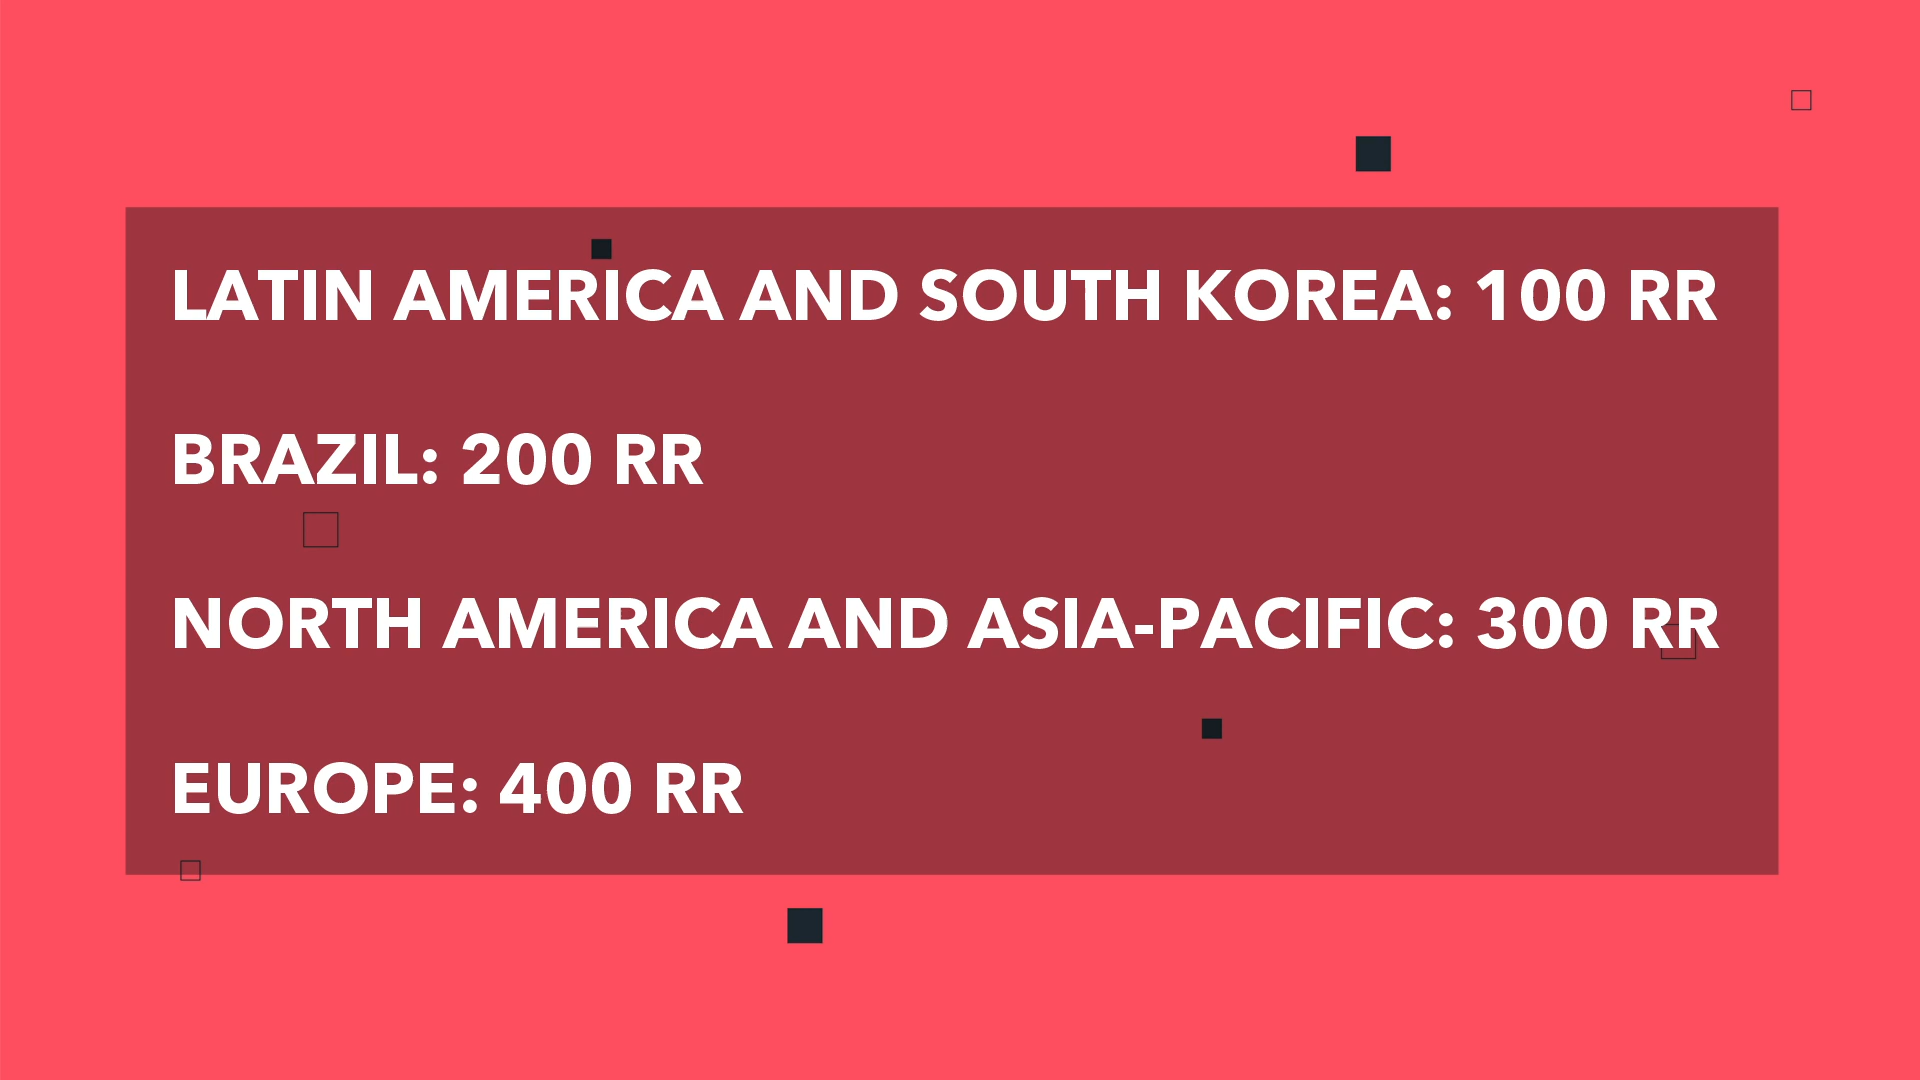 LATIN AMERICA AND SOUTH KOREA: 100 RR
BRAZIL: 200 RR
NORTH AMERICA AND ASIA-PACIFIC: 300 RR
EUROPE: 400 RR